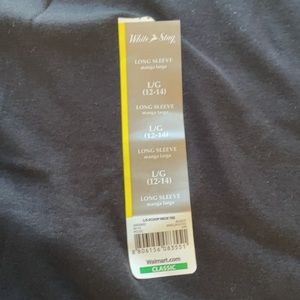 White Stag
LONG SLEEVE
manga larga
L/G
(12-14)
LONG SLEEVE
manga larga
L/G
(12-14)
LONG SLEEVE
manga larga
L/G
(12-14)
LONG SLEEVE
manga larga
Walmart.com
CLASSIC